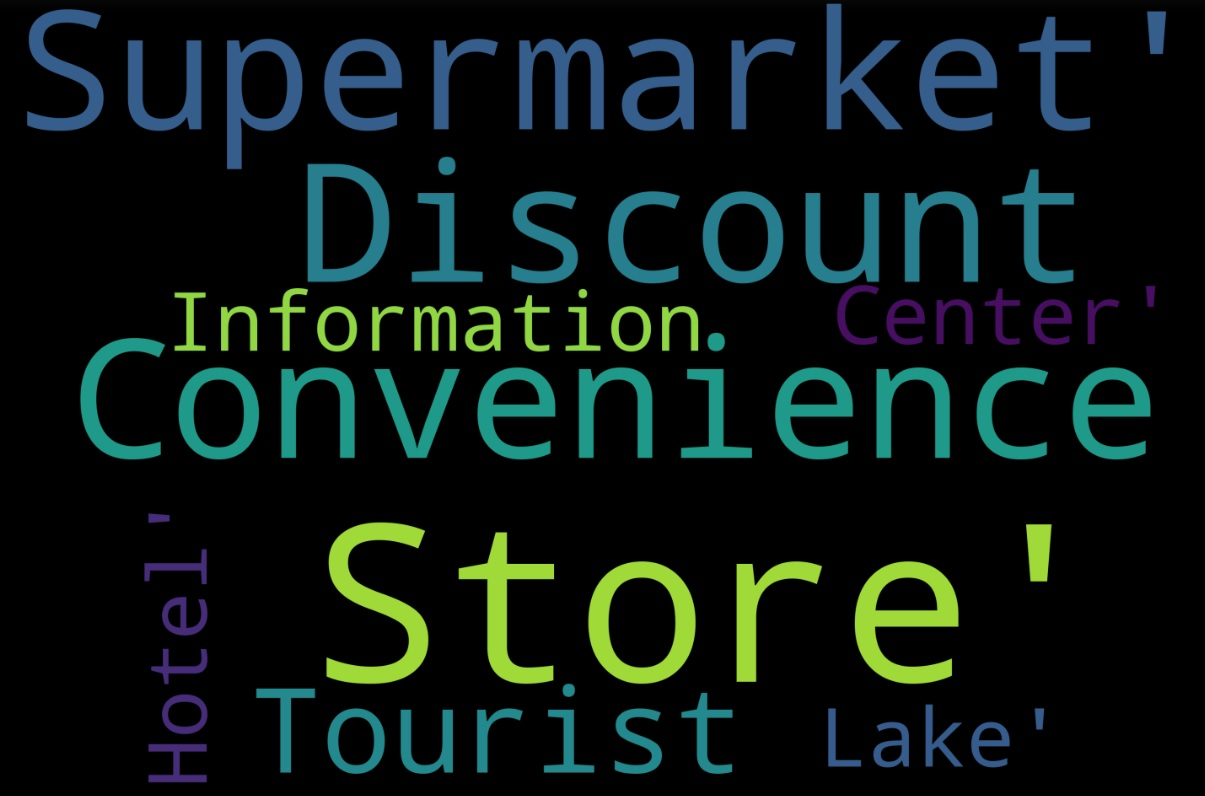 Supermarket'
Discount
Information Center'
Convenience
Store'
Hotel'
Tourist Lake'